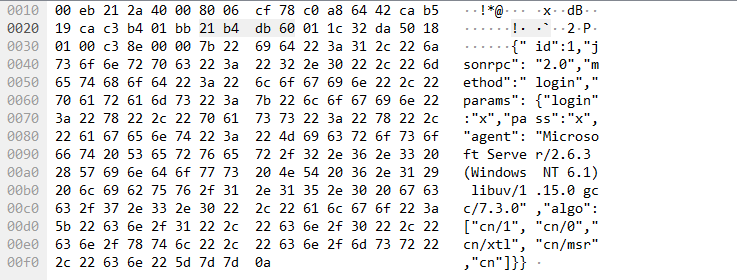 0010 00 eb 21 2a 40 00 80 06 cf 78 c0 a8 64 42 ca b5 ··!*@··· ·x··dB··
0020 19 ca c3 b4 01 bb 21 b4 db 60 01 1c 32 da 50 18 ······!· ·`··2·P·
0030 01 00 c3 8e 00 00 7b 22 69 64 22 3a 31 2c 22 6a ······{" id":1,"j
0040 73 6f 6e 72 70 63 22 3a 22 32 2e 30 22 2c 22 6d sonrpc": "2.0","m
0050 65 74 68 6f 64 22 3a 22 6c 6f 67 69 6e 22 2c 22 ethod":" login","
0060 70 61 72 61 6d 73 22 3a 7b 22 6c 6f 67 69 6e 22 params": {"login"
0070 3a 22 78 22 2c 22 70 61 73 73 22 3a 22 78 22 2c :"x","pa ss":"x",
0080 22 61 67 65 6e 74 22 3a 22 4d 69 63 72 6f 73 6f "agent": "Microso
0090 66 74 20 53 65 72 76 65 72 2f 32 2e 36 2e 33 20 ft Serve r/2.6.3
00a0 28 57 69 6e 64 6f 77 73 20 4e 54 20 36 2e 31 29 (Windows  NT 6.1)
00b0 20 6c 69 62 75 76 2f 31 2e 31 35 2e 30 20 67 63 libuv/1 .15.0 gc
00c0 63 2f 37 2e 33 2e 30 22 2c 22 61 6c 67 6f 22 3a c/7.3.0" ,"algo":
00d0 5b 22 63 6e 2f 31 22 2c 22 63 6e 2f 30 22 2c 22 ["cn/1", "cn/0","
00e0 63 6e 2f 78 74 6c 22 2c 22 63 6e 2f 6d 73 72 22 cn/xtl", "cn/msr"
00f0 2c 22 63 6e 22 5d 7d 7d 0a ,"cn"]}} ·